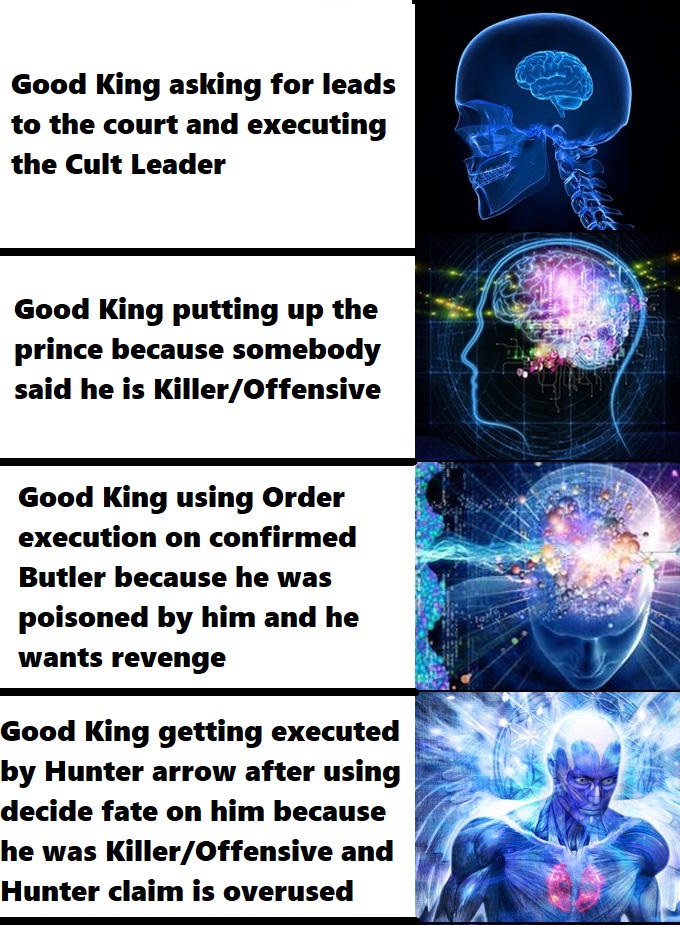 Good King asking for leads
to the court and executing
the Cult Leader
Good King putting up the
prince because somebody
said he is Killer/Offensive
Good King using Order
execution on confirmed
Butler because he was
poisoned by him and he
wants revenge
Good King getting executed
by Hunter arrow after using
decide fate on him because
he was Killer/Offensive and
Hunter claim is overused